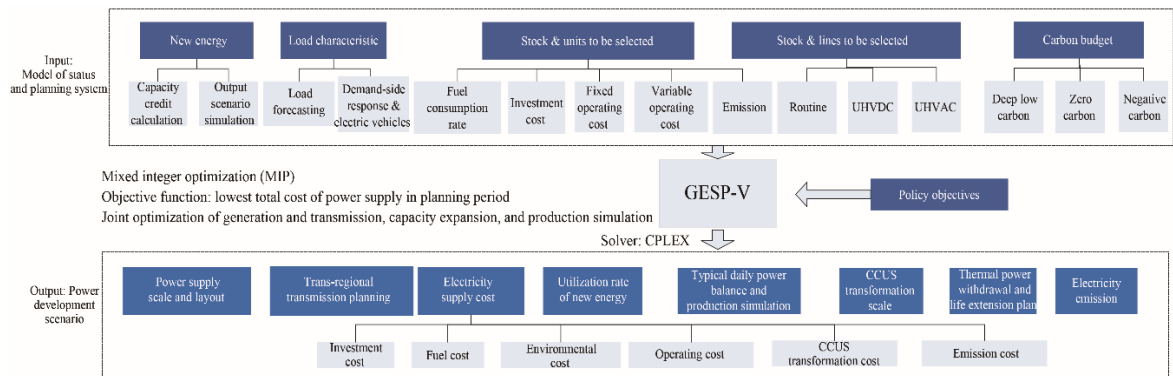 New energy
Load characteristic
Stock & units to be selected
Stock & lines to be selected
Carbon budget
Input:
Model of status
and planning system
Capacity
credit
calculation
Output
scenario
simulation
Load
forecasting
Demand-side
response &
electric vehicles
Fuel
consumption
rate
Investment
cost
Fixed
operating
cost
Variable
operating
cost
Emission
Routine
UHVDC
UHVAC
Deep low
carbon
Zero
carbon
Negative
carbon
Mixed integer optimization (MIP)
Objective function: lowest total cost of power supply in planning period
Joint optimization of generation and transmission, capacity expansion, and production simulation
GESP-V
Policy objectives
Solver: CPLEX
Output: Power
development
scenario
Power supply
scale and layout
Trans-regional
transmission planning
Electricity
supply cost
Utilization rate
of new energy
Typical daily power
balance and
production simulation
CCUS
transformation
scale
Thermal power
withdrawal and
life extension plan
Electricity
emission
Investment
cost
Fuel cost
Environmental
cost
Operating cost
CCUS
transformation cost
Emission cost